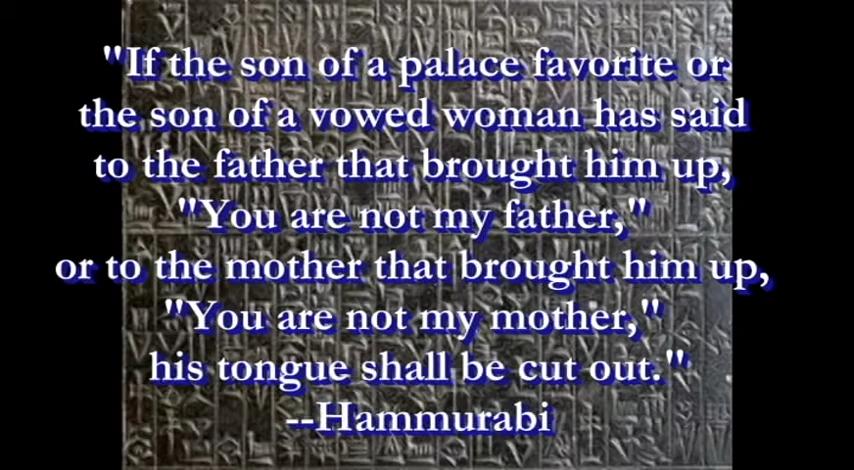 "If the son of a palace favorite or
the son of a vowed woman has said
to the father that brought him up,
"You are not my father,"
or to the mother that brought him up,
"You are not my mother,"
his tongue shall be cut out."
--Hammurabi